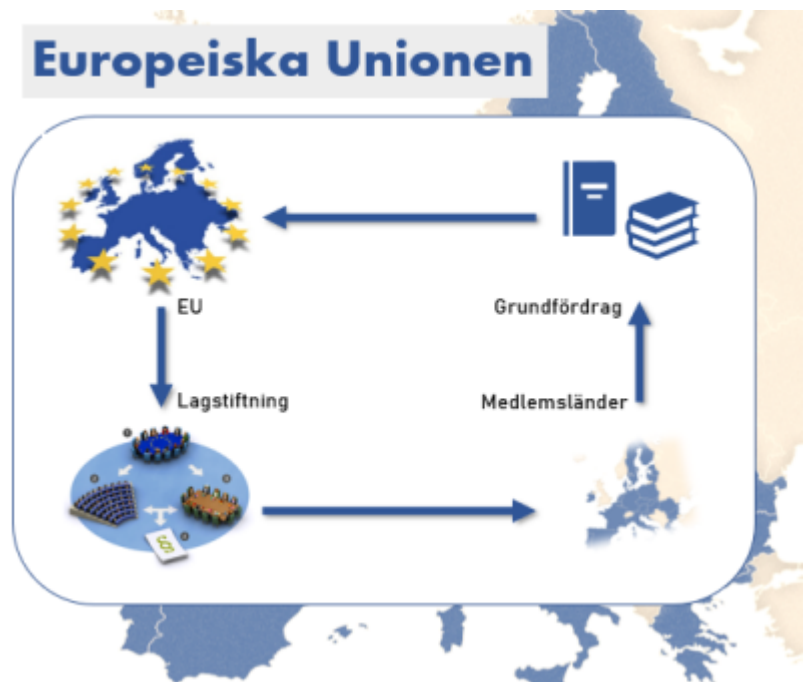 Europeiska Unionen
EU
Grundfördrag
Lagstiftning
Medlemsländer
§